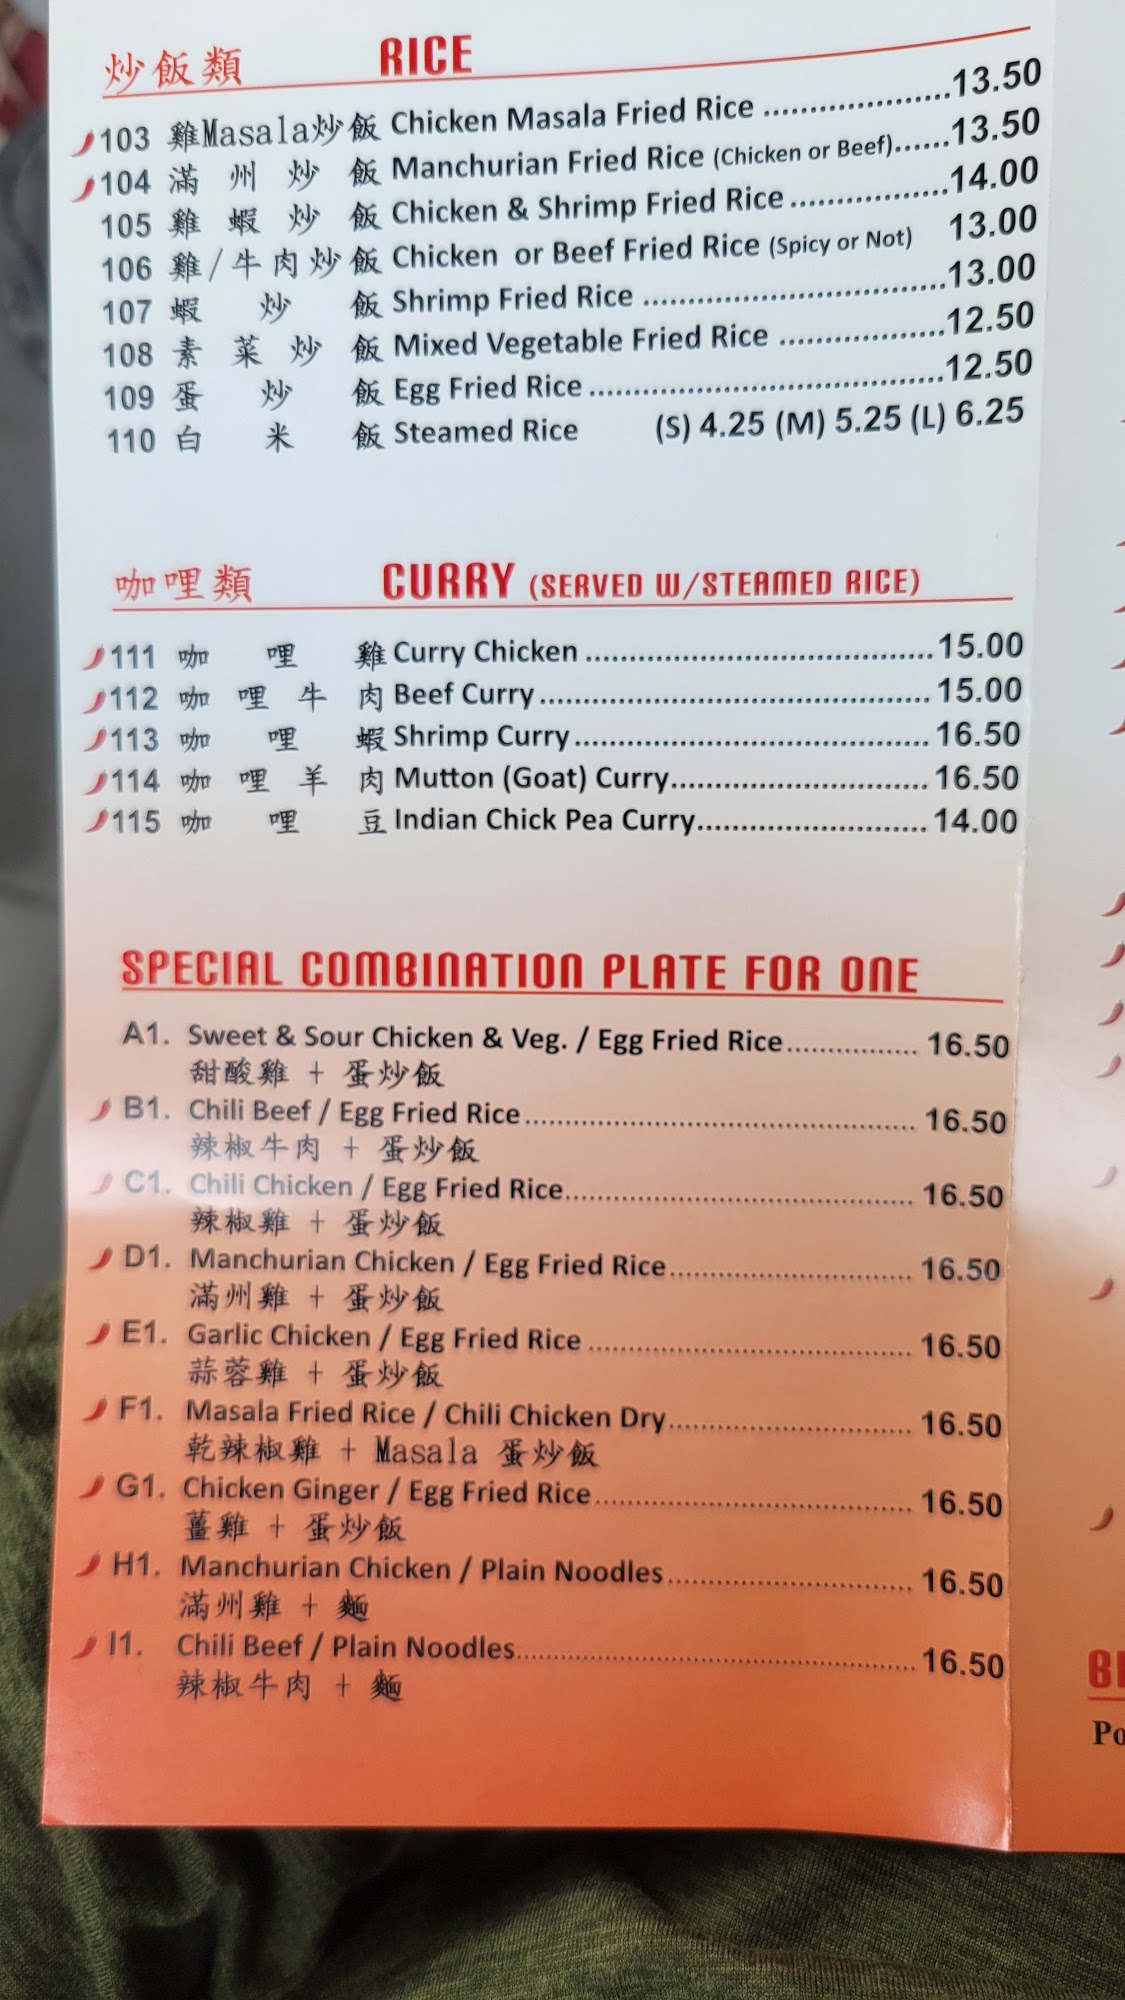 炒飯類 RICE
103 雞Masala炒飯 Chicken Masala Fried Rice ....................13.50
104 滿州炒飯 Manchurian Fried Rice (Chicken or Beef)......13.50
105 雞蝦炒飯 Chicken & Shrimp Fried Rice .................14.00
106 雞/牛肉炒飯 Chicken or Beef Fried Rice (Spicy or Not) 13.00
107 蝦炒飯 Shrimp Fried Rice .................................13.00
108 素菜炒飯 Mixed Vegetable Fried Rice ..................12.50
109 蛋炒飯 Egg Fried Rice .......................................12.50
110 白米飯 Steamed Rice (S) 4.25 (M) 5.25 (L) 6.25
咖哩類 CURRY (SERVED W/STEAMED RICE)
111 咖哩雞 Curry Chicken ......................................15.00
112 咖哩牛肉 Beef Curry........................................... 15.00
113 咖哩蝦 Shrimp Curry....................................... 16.50
114 咖哩羊肉 Mutton (Goat) Curry............................ 16.50
115 咖哩豆 Indian Chick Pea Curry......................... 14.00
SPECIAL COMBINATION PLATE FOR ONE
A1. Sweet & Sour Chicken & Veg. / Egg Fried Rice................ 16.50
甜酸雞 + 蛋炒飯
B1. Chili Beef / Egg Fried Rice................................................ 16.50
辣椒牛肉 + 蛋炒飯
C1. Chili Chicken / Egg Fried Rice.......................................... 16.50
辣椒雞 + 蛋炒飯
D1. Manchurian Chicken / Egg Fried Rice.............................. 16.50
滿州雞 + 蛋炒飯
E1. Garlic Chicken / Egg Fried Rice ........................................ 16.50
蒜蓉雞 + 蛋炒飯
F1. Masala Fried Rice / Chili Chicken Dry.............................. 16.50
乾辣椒雞 + Masala 蛋炒飯
G1. Chicken Ginger / Egg Fried Rice....................................... 16.50
薑雞 + 蛋炒飯
H1. Manchurian Chicken / Plain Noodles.............................. 16.50
滿州雞 + 麵
I1. Chili Beef / Plain Noodles................................................. 16.50
辣椒牛肉 + 麵
Po